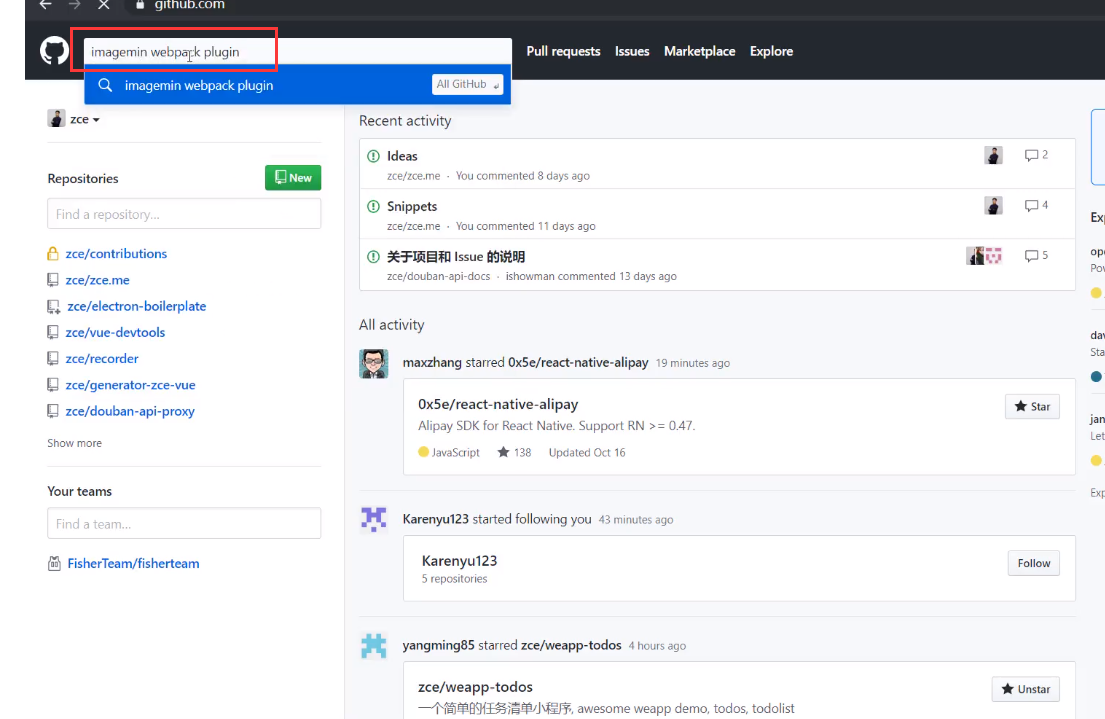 github.com
imagemin webpack plugin
Pull requests Issues Marketplace Explore
imagemin webpack plugin All GitHub
zce
Repositories New
Find a repository...
zce/contributions
zce/zce.me
zce/electron-boilerplate
zce/vue-devtools
zce/recorder
zce/generator-zce-vue
zce/douban-api-proxy
Show more
Your teams
Find a team...
FisherTeam/fisherteam
Recent activity
Ideas 2
zce/zce.me · You commented 8 days ago
Snippets 4
zce/zce.me · You commented 11 days ago
关于项目和 Issue 的说明 5
zce/douban-api-docs · ishowman commented 13 days ago
All activity
maxzhang starred 0x5e/react-native-alipay 19 minutes ago
0x5e/react-native-alipay Star
Alipay SDK for React Native. Support RN >= 0.47.
JavaScript 138 Updated Oct 16
Karenyu123 started following you 43 minutes ago
Karenyu123
5 repositories
Follow
yangming85 starred zce/weapp-todos 4 hours ago
zce/weapp-todos Unstar
一个简单的任务清单小程序, awesome weapp demo, todos, todolist